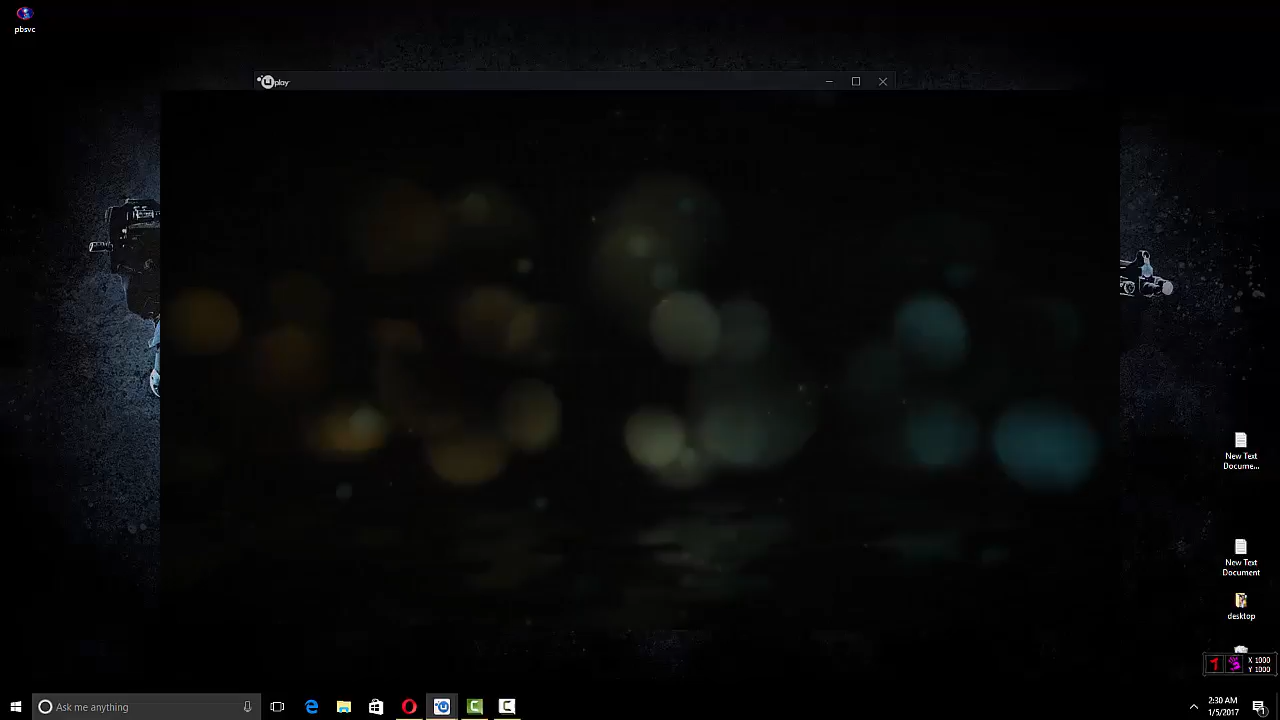 pbsvc
Uplay
New Text
Docume...
New Text
Document
desktop
X 1000
Y 1000
Ask me anything
2:30 AM
1/5/2017